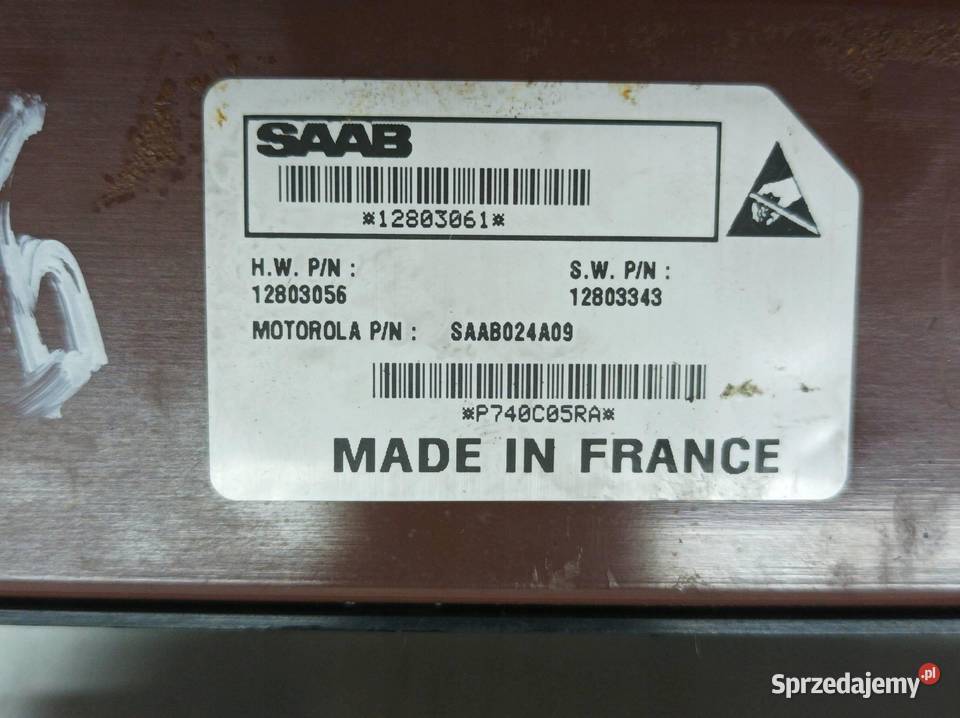 SAAB
*12803061*
H.W. P/N :
S.W. P/N :
12803056
12803343
MOTOROLA P/N : SAAB024A09
*P740C05RA*
MADE IN FRANCE
Sprzedajemy.pl